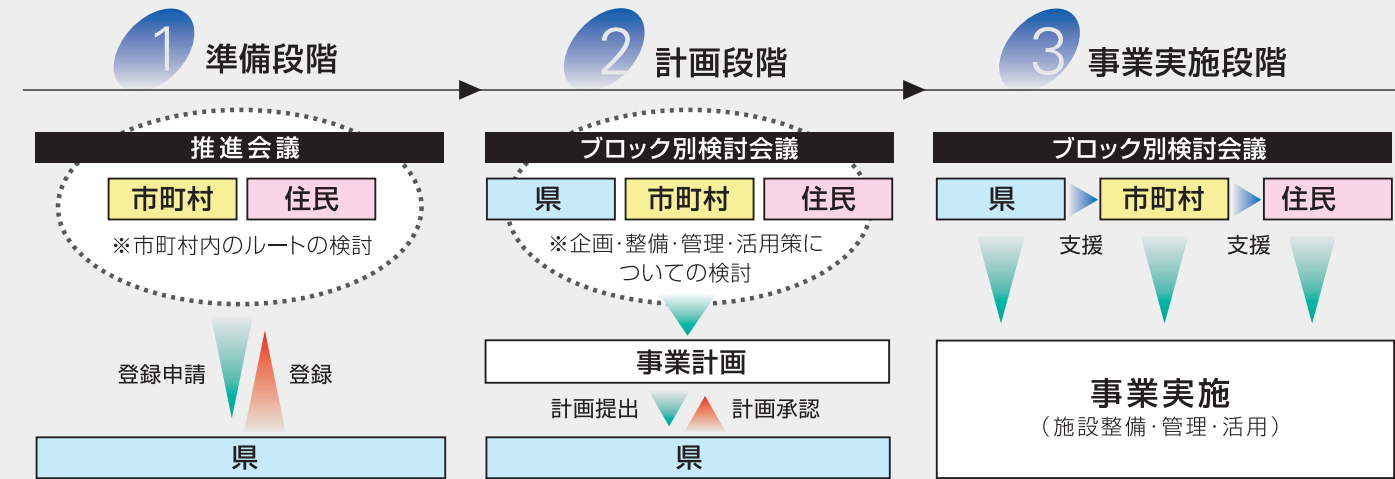 1 準備段階
推進会議
市町村
住民
※市町村内のルートの検討
登録申請
登録
県
2 計画段階
ブロック別検討会議
県
市町村
住民
※企画・整備・管理・活用策に
ついての検討
事業計画
計画提出
計画承認
県
3 事業実施段階
ブロック別検討会議
県
市町村
住民
支援
支援
事業実施
（施設整備・管理・活用）